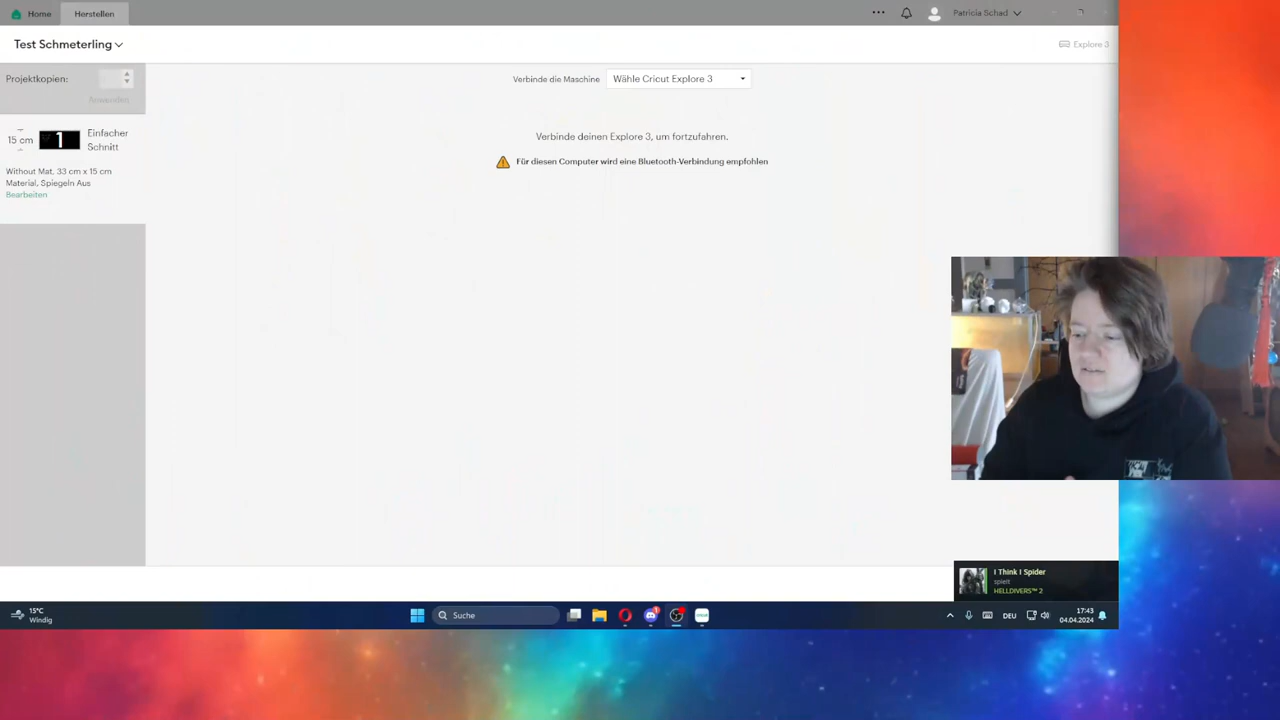 Home
Herstellen
Patricia Schad
Test Schmeterling
Explore 3
Projektkopien:
Anwenden
Verbinde die Maschine
Wähle Cricut Explore 3
15 cm
1
Einfacher
Schnitt
Without Mat, 33 cm x 15 cm
Material, Spiegeln Aus
Bearbeiten
Verbinde deinen Explore 3, um fortzufahren.
Für diesen Computer wird eine Bluetooth-Verbindung empfohlen
I Think I Spider
spielt
HELLDIVERS™ 2
15°C
Windig
Suche
DEU
17:43
04.04.2024